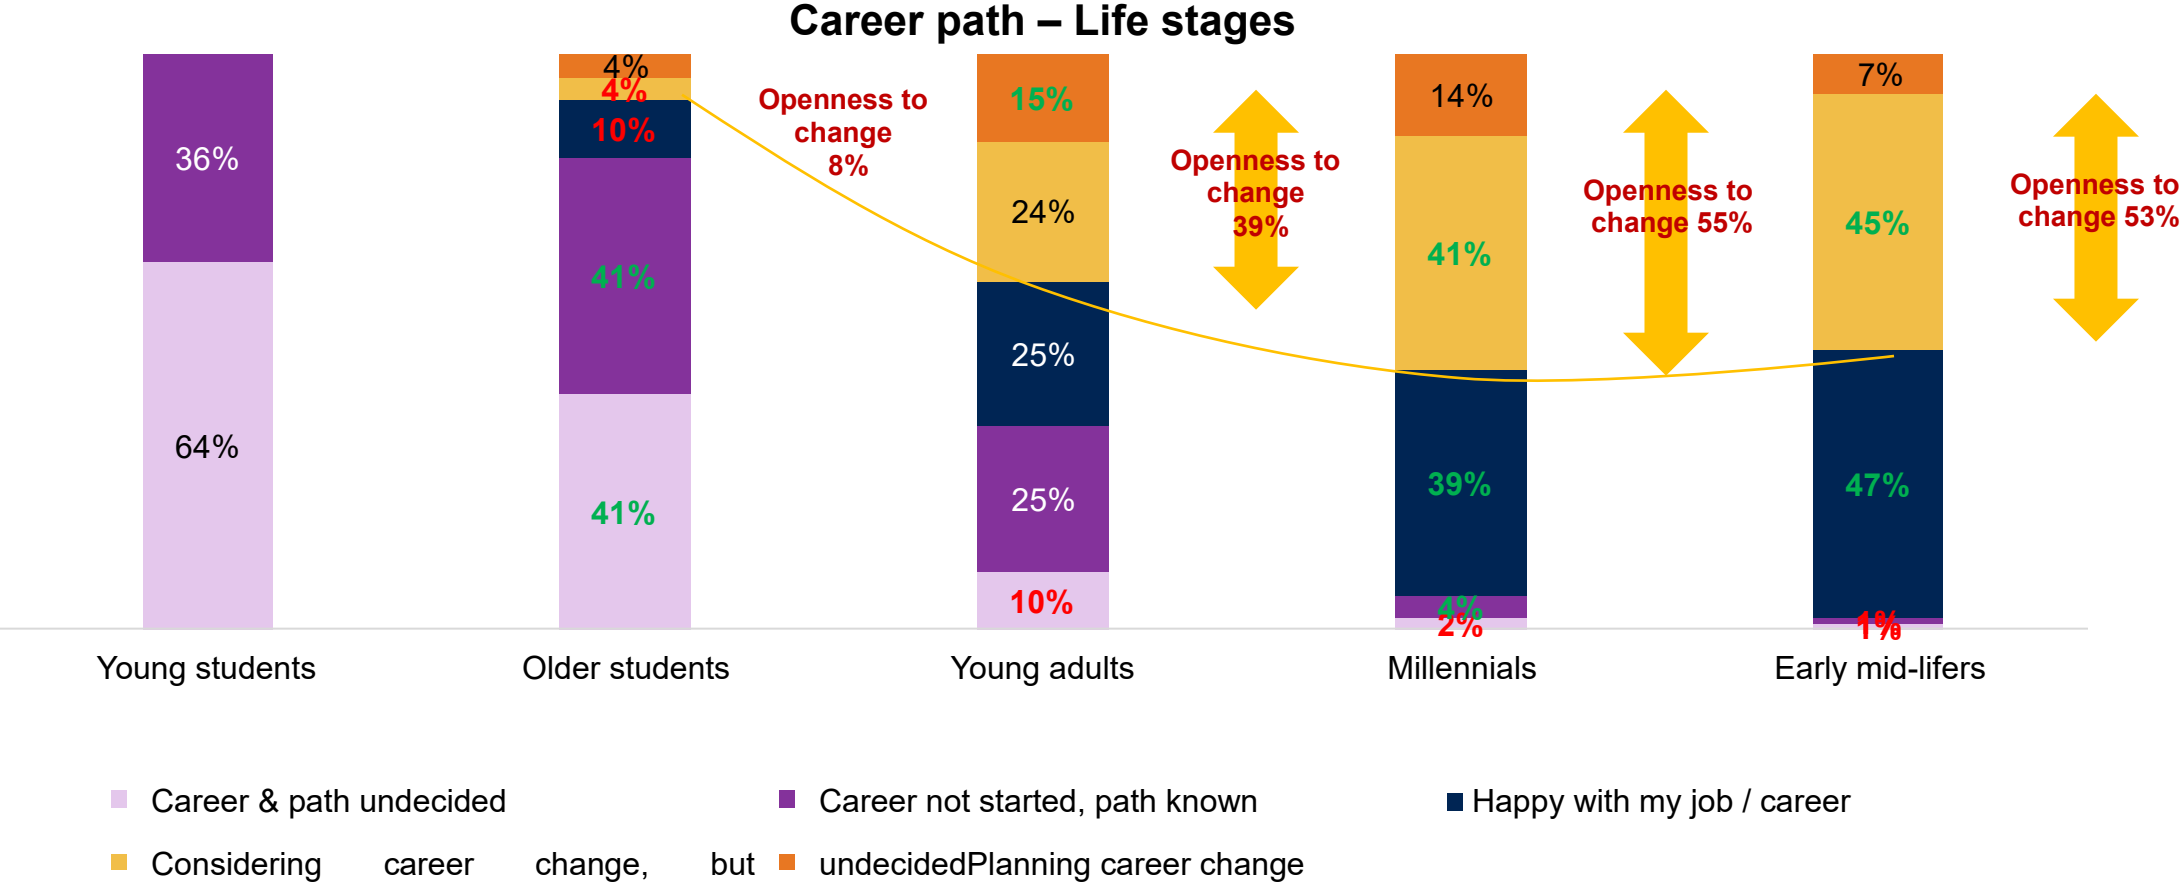 Career path – Life stages
36%
64%
4%
4%
10%
41%
41%
Openness to
change
8%
15%
24%
25%
25%
10%
Openness to
change
39%
14%
41%
39%
4%
2%
Openness to
change 55%
7%
45%
47%
1%
1%
Openness to
change 53%
Young students
Older students
Young adults
Millennials
Early mid-lifers
Career & path undecided
Career not started, path known
Happy with my job / career
Considering career change, but
undecidedPlanning career change